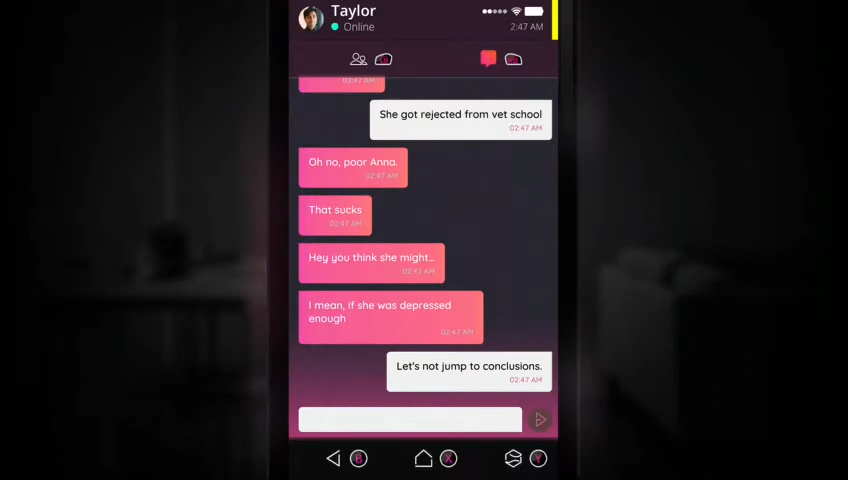 Taylor
Online
2:47 AM
02:47 AM
She got rejected from vet school
02:47 AM
Oh no, poor Anna.
02:47 AM
That sucks
02:47 AM
Hey you think she might...
02:47 AM
I mean, if she was depressed
enough
02:47 AM
Let's not jump to conclusions.
02:47 AM
B
X
Y